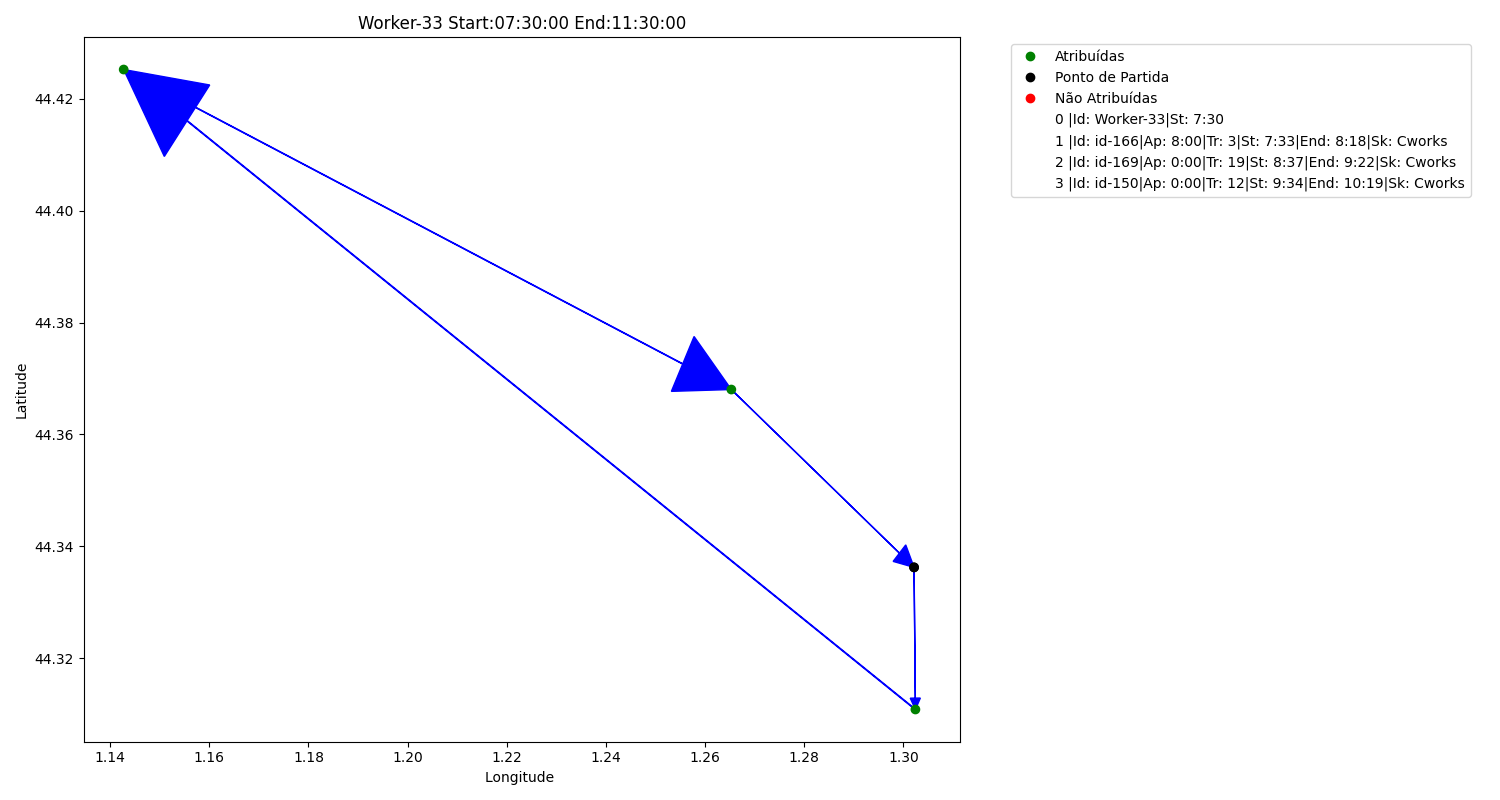 Worker-33 Start:07:30:00 End:11:30:00
Atribuídas
Ponto de Partida
Não Atribuídas
0 |Id: Worker-33|St: 7:30
1 |Id: id-166|Ap: 8:00|Tr: 3|St: 7:33|End: 8:18|Sk: Cworks
2 |Id: id-169|Ap: 0:00|Tr: 19|St: 8:37|End: 9:22|Sk: Cworks
3 |Id: id-150|Ap: 0:00|Tr: 12|St: 9:34|End: 10:19|Sk: Cworks
Latitude
44.42
44.40
44.38
44.36
44.34
44.32
1.14 1.16 1.18 1.20 1.22 1.24 1.26 1.28 1.30
Longitude